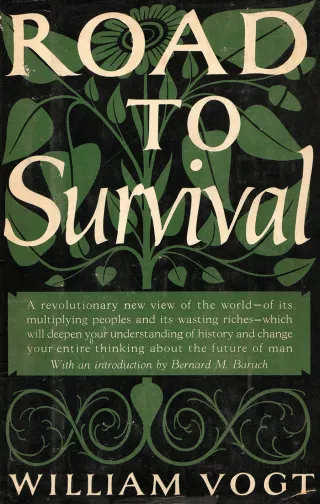 ROAD
TO
Survival
A revolutionary new view of the world—of its
multiplying peoples and its wasting riches—which
will deepen your understanding of history and change
your entire thinking about the future of man
With an introduction by Bernard M. Baruch
WILLIAM VOGT